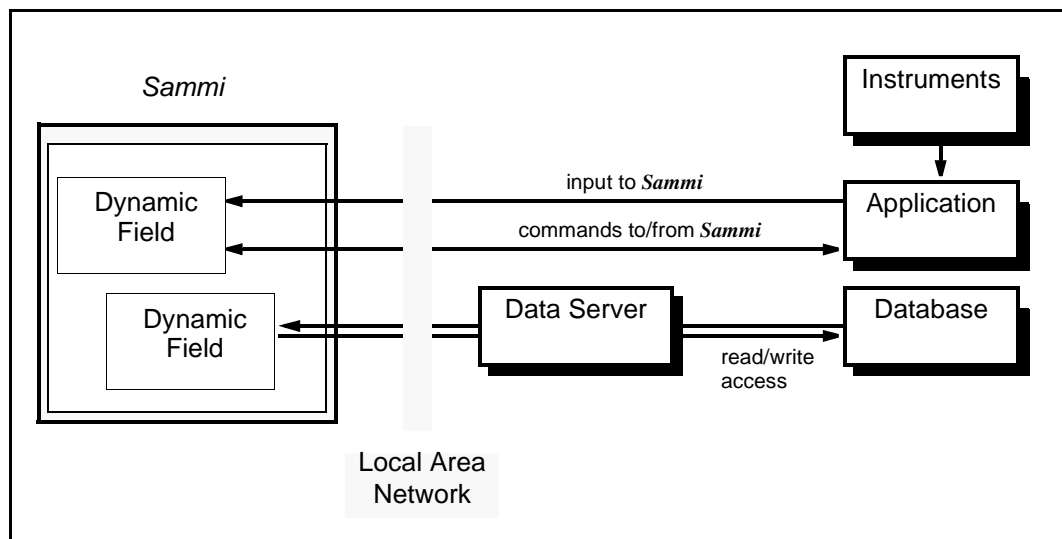 Sammi
Instruments
Dynamic
Field
input to Sammi
Application
commands to/from Sammi
Dynamic
Field
Data Server
Database
read/write
access
Local Area
Network